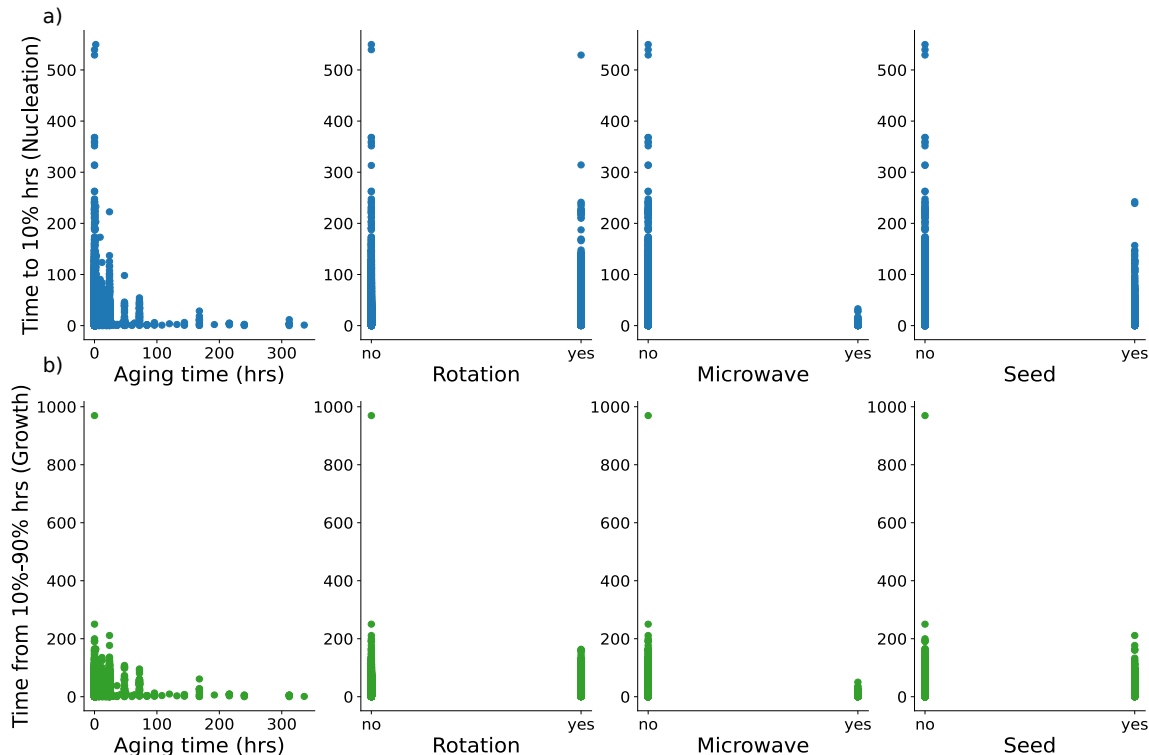 a)
Time to 10% hrs (Nucleation)
500
400
300
200
100
0
0 100 200 300
Aging time (hrs)
500
400
300
200
100
0
no yes
Rotation
500
400
300
200
100
0
no yes
Microwave
500
400
300
200
100
0
no yes
Seed
b)
Time from 10%-90% hrs (Growth)
1000
800
600
400
200
0
0 100 200 300
Aging time (hrs)
1000
800
600
400
200
0
no yes
Rotation
1000
800
600
400
200
0
no yes
Microwave
1000
800
600
400
200
0
no yes
Seed